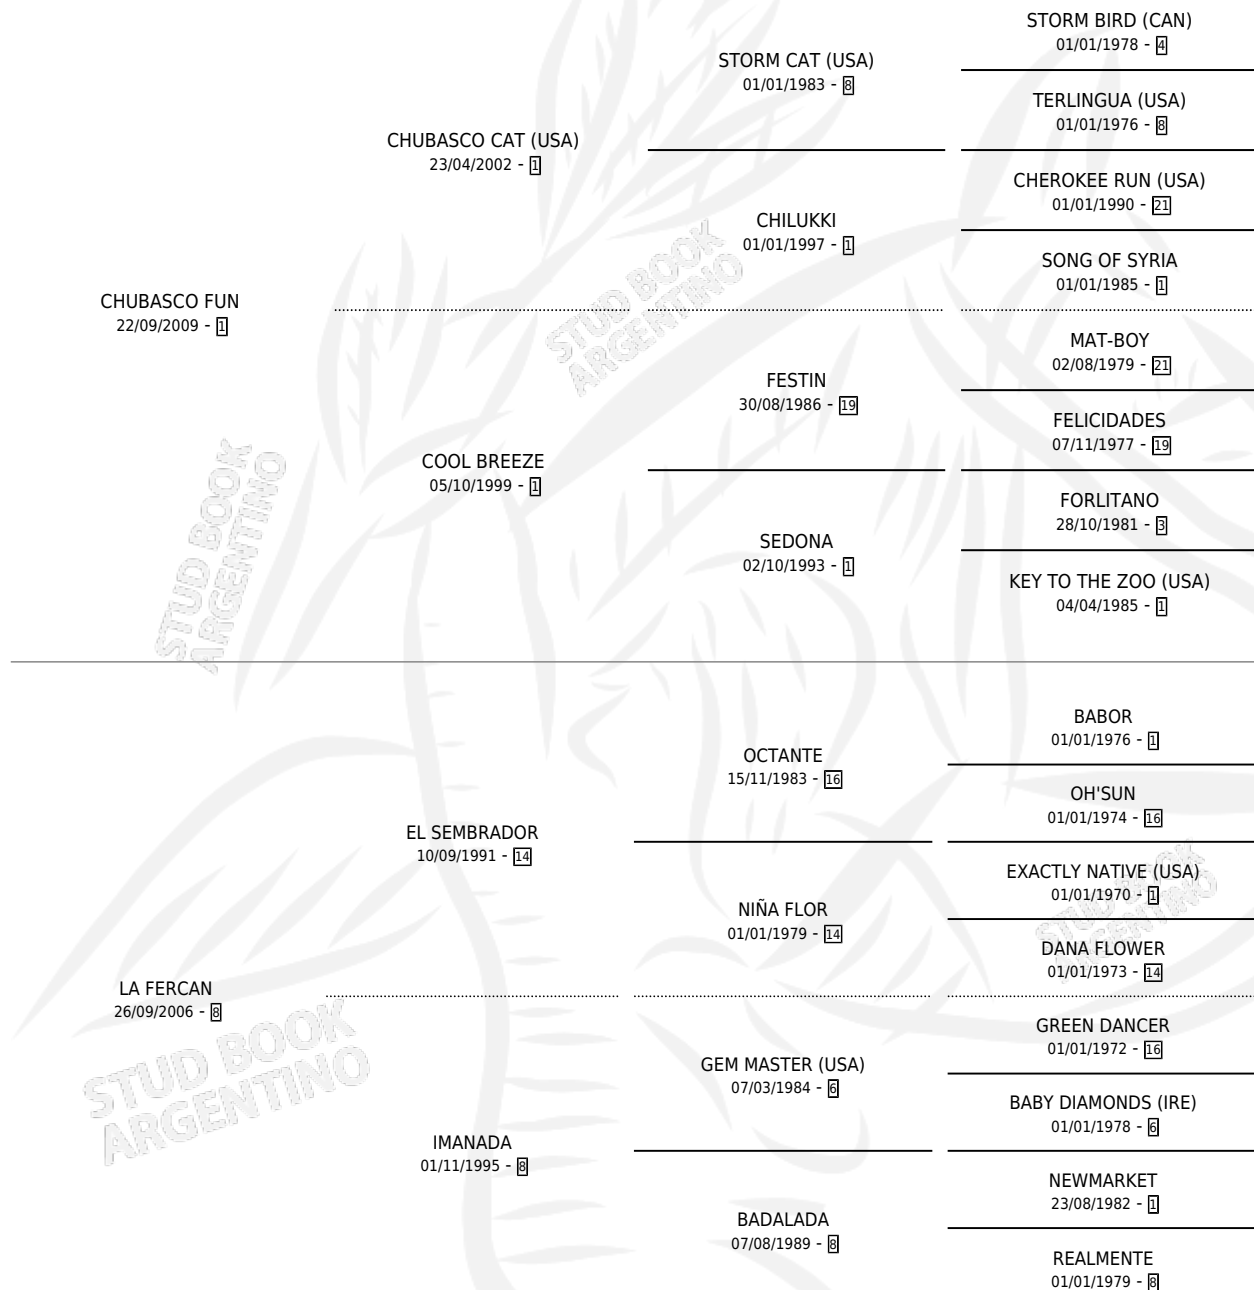 STORM BIRD (CAN)
01/01/1978 - 4
STORM CAT (USA)
01/01/1983 - 8
TERLINGUA (USA)
01/01/1976 - 8
CHUBASCO CAT (USA)
23/04/2002 - 1
CHEROKEE RUN (USA)
01/01/1990 - 21
CHILUKKI
01/01/1997 - 1
SONG OF SYRIA
01/01/1985 - 1
CHUBASCO FUN
22/09/2009 - 1
STUD BOOK
ARGENTINO
MAT-BOY
02/08/1979 - 21
FESTIN
30/08/1986 - 19
FELICIDADES
07/11/1977 - 19
COOL BREEZE
05/10/1999 - 1
FORLITANO
28/10/1981 - 3
SEDONA
02/10/1993 - 1
KEY TO THE ZOO (USA)
04/04/1985 - 1
STUD BOOK
ARGENTINO
BABOR
01/01/1976 - 1
OCTANTE
15/11/1983 - 16
OH'SUN
01/01/1974 - 16
EL SEMBRADOR
10/09/1991 - 14
EXACTLY NATIVE (USA)
01/01/1970 - 1
NIÑA FLOR
01/01/1979 - 14
DANA FLOWER
01/01/1973 - 14
STUD BOOK
ARGENTINO
LA FERCAN
26/09/2006 - 8
GREEN DANCER
01/01/1972 - 16
GEM MASTER (USA)
07/03/1984 - 6
BABY DIAMONDS (IRE)
01/01/1978 - 6
STUD BOOK
ARGENTINO
IMANADA
01/11/1995 - 8
NEWMARKET
23/08/1982 - 1
BADALADA
07/08/1989 - 8
REALMENTE
01/01/1979 - 8